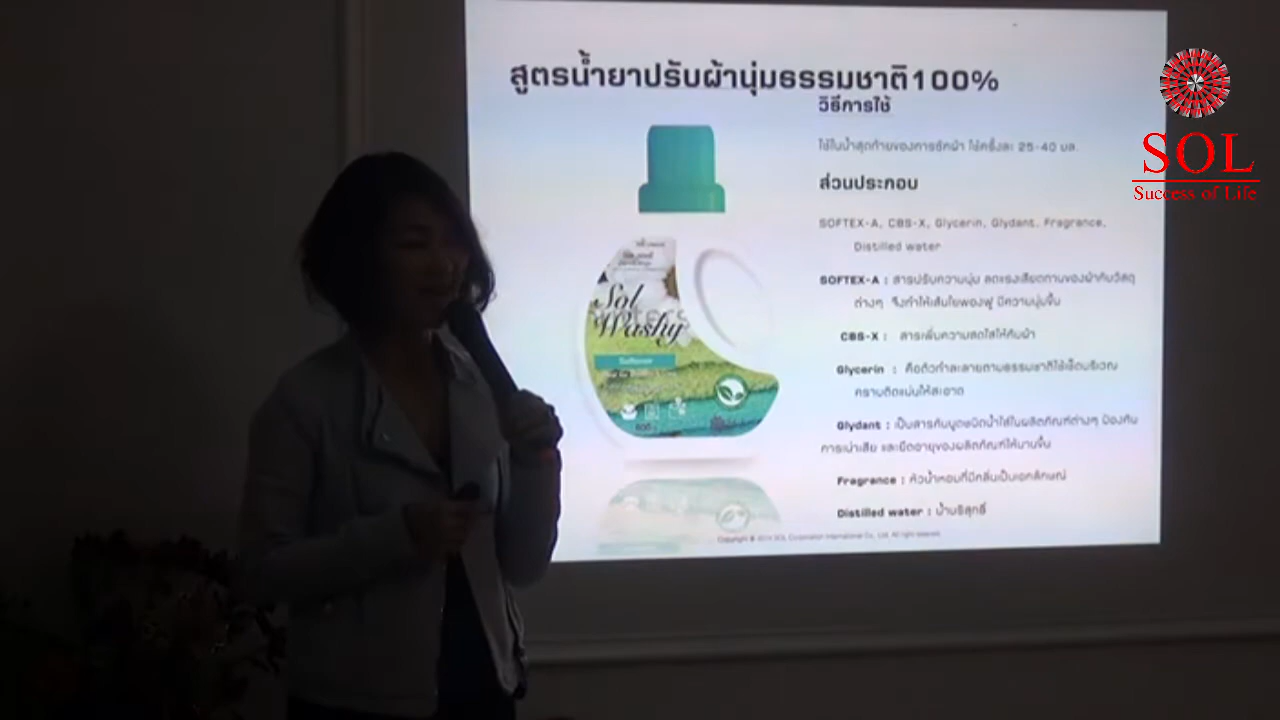 สูตรน้ำยาปรับผ้านุ่มธรรมชาติ100%
วิธีการใช้
ใช้ในน้ำสุดท้ายของการซักผ้า ใช้ครั้งละ 25-40 มล.
ส่วนประกอบ
SOFTEX-A, CBS-X, Glycerin, Glydant, Fragrance,
Distilled water
SOFTEX-A : สารปรับความนุ่ม ลดแรงเสียดทานของผ้ากับวัสดุ
ต่างๆ จึงทำให้เส้นใยพองฟู มีความนุ่มขึ้น
CBS-X : สารเพิ่มความสดใสให้กับผ้า
Glycerin : คือตัวทำละลายตามธรรมชาติใช้เช็ดบริเวณ
คราบติดแน่นให้สะอาด
Glydant : เป็นสารกันบูดชนิดน้ำใส่ในผลิตภัณฑ์ต่างๆ ป้องกัน
การเน่าเสีย และยืดอายุของผลิตภัณฑ์ให้นานขึ้น
Fragrance : หัวน้ำหอมที่มีกลิ่นเป็นเอกลักษณ์
Distilled water : น้ำบริสุทธิ์
Copyright © 2014 SOL Corporation International Co., Ltd. All right reserved.
Sol
Washy
Softener
SOL
Success of Life